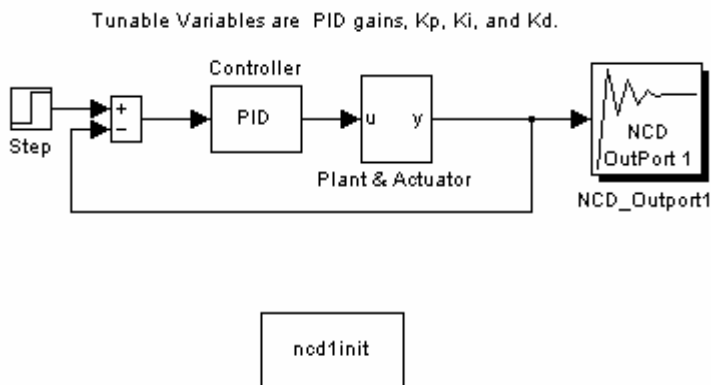 Tunable Variables are PID gains, Kp, Ki, and Kd.
Controller
+
−
PID
u y
NCD
OutPort 1
Step
Plant & Actuator
NCD_Outport1
ncd1init